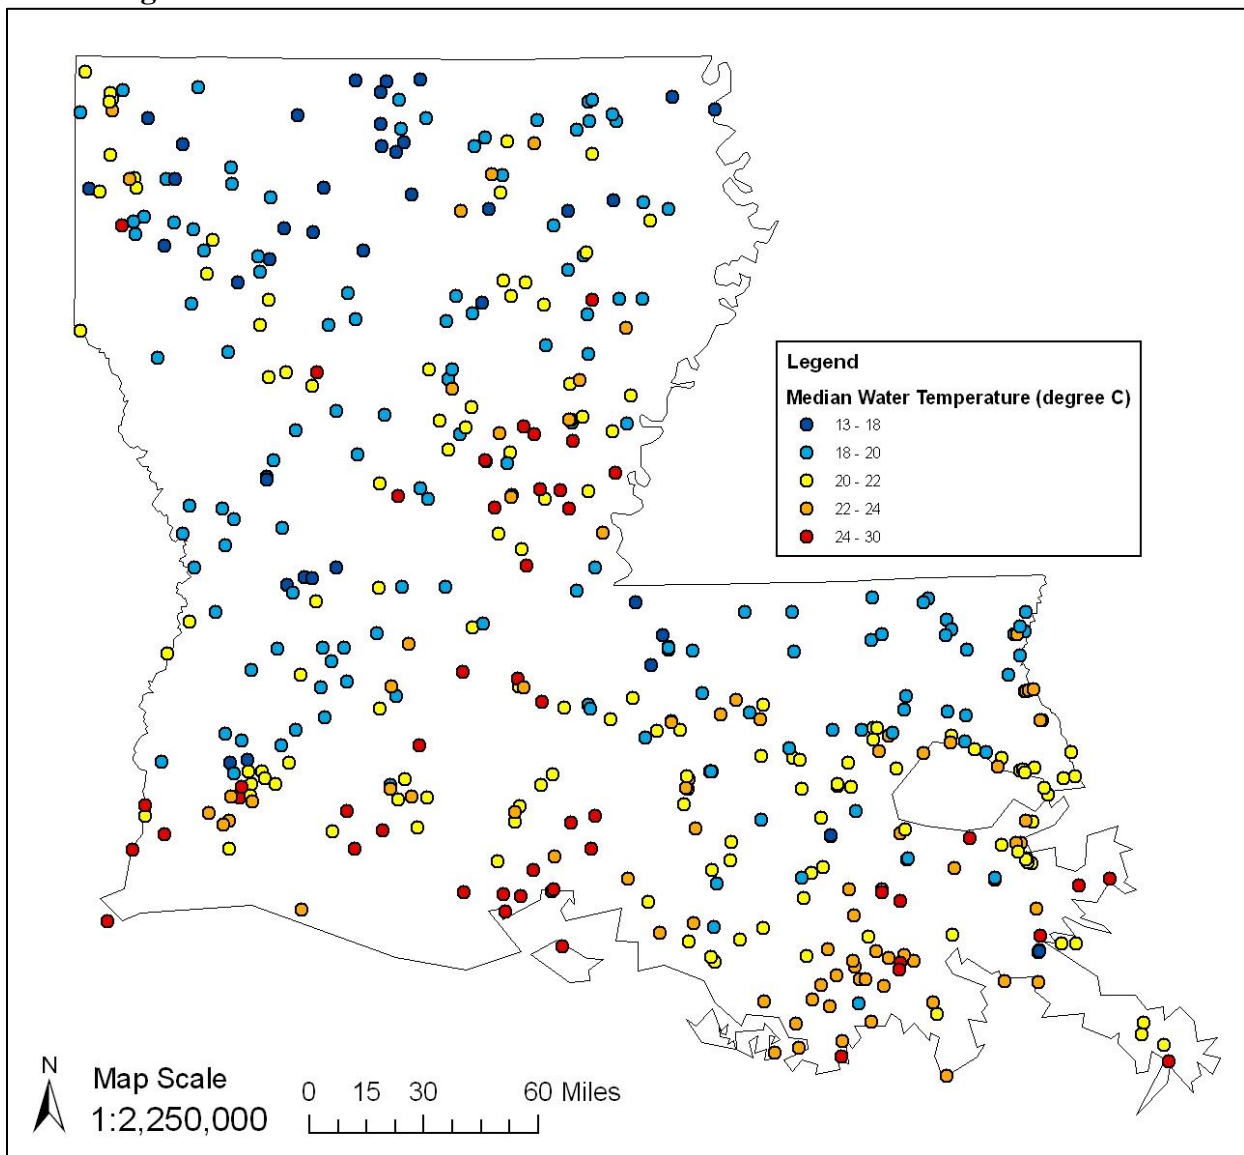 Legend
Median Water Temperature (degree C)
13 - 18
18 - 20
20 - 22
22 - 24
24 - 30
N
Map Scale
1:2,250,000
0 15 30 60 Miles